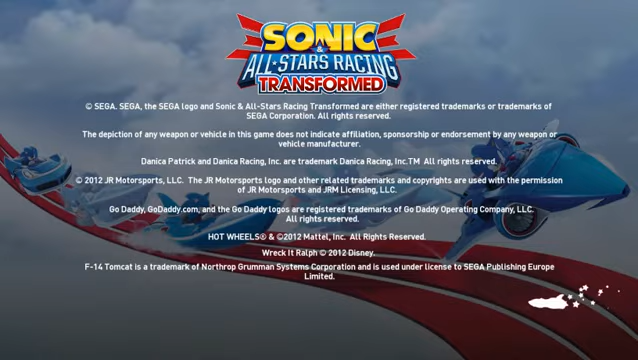 SONIC
&
ALL★STARS RACING
TRANSFORMED
© SEGA. SEGA, the SEGA logo and Sonic & All-Stars Racing Transformed are either registered trademarks or trademarks of
SEGA Corporation. All rights reserved.
The depiction of any weapon or vehicle in this game does not indicate affiliation, sponsorship or endorsement by any weapon or
vehicle manufacturer.
Danica Patrick and Danica Racing, Inc. are trademark Danica Racing, Inc.TM All rights reserved.
© 2012 JR Motorsports, LLC. The JR Motorsports logo and other related trademarks and copyrights are used with the permission
of JR Motorsports and JRM Licensing, LLC.
Go Daddy, GoDaddy.com, and the Go Daddy logos are registered trademarks of Go Daddy Operating Company, LLC.
All rights reserved.
HOT WHEELS® & ©2012 Mattel, Inc. All Rights Reserved.
Wreck It Ralph © 2012 Disney.
F-14 Tomcat is a trademark of Northrop Grumman Systems Corporation and is used under license to SEGA Publishing Europe
Limited.